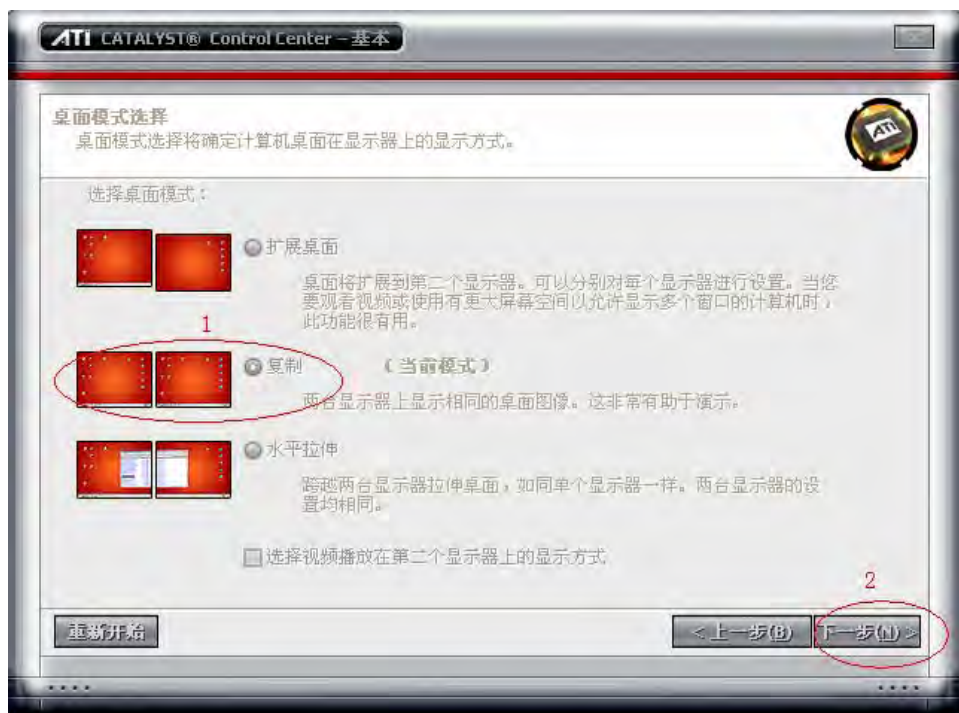 ATI CATALYST® Control Center - 基本
桌面模式选择
桌面模式选择将确定计算机桌面在显示器上的显示方式。
ATI
选择桌面模式：
扩展桌面
桌面将扩展到第二个显示器。可以分别对每个显示器进行设置。当您
要观看视频或使用有更大屏幕空间以允许显示多个窗口的计算机时，
此功能很有用。
1
复制 （当前模式）
两台显示器上显示相同的桌面图像。这非常有助于演示。
水平拉伸
跨越两台显示器拉伸桌面，如同单个显示器一样。两台显示器的设
置均相同。
选择视频播放在第二个显示器上的显示方式
2
重新开始
<上一步(B)
下一步(N)>